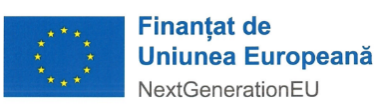 Finanțat de
Uniunea Europeană
NextGenerationEU